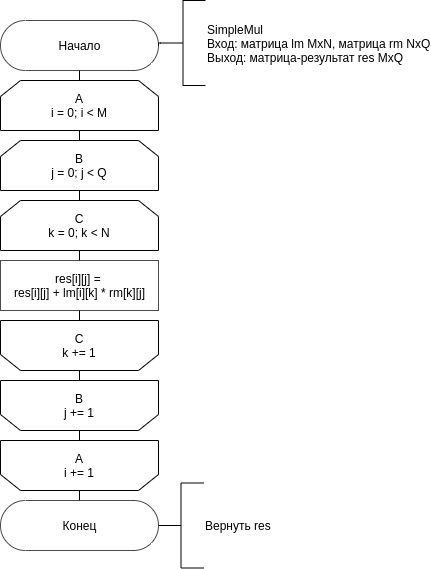 Начало
SimpleMul
Вход: матрица lm MxN, матрица rm NxQ
Выход: матрица-результат res MxQ
A
i = 0; i < M
B
j = 0; j < Q
C
k = 0; k < N
res[i][j] =
res[i][j] + lm[i][k] * rm[k][j]
C
k += 1
B
j += 1
A
i += 1
Конец
Вернуть res